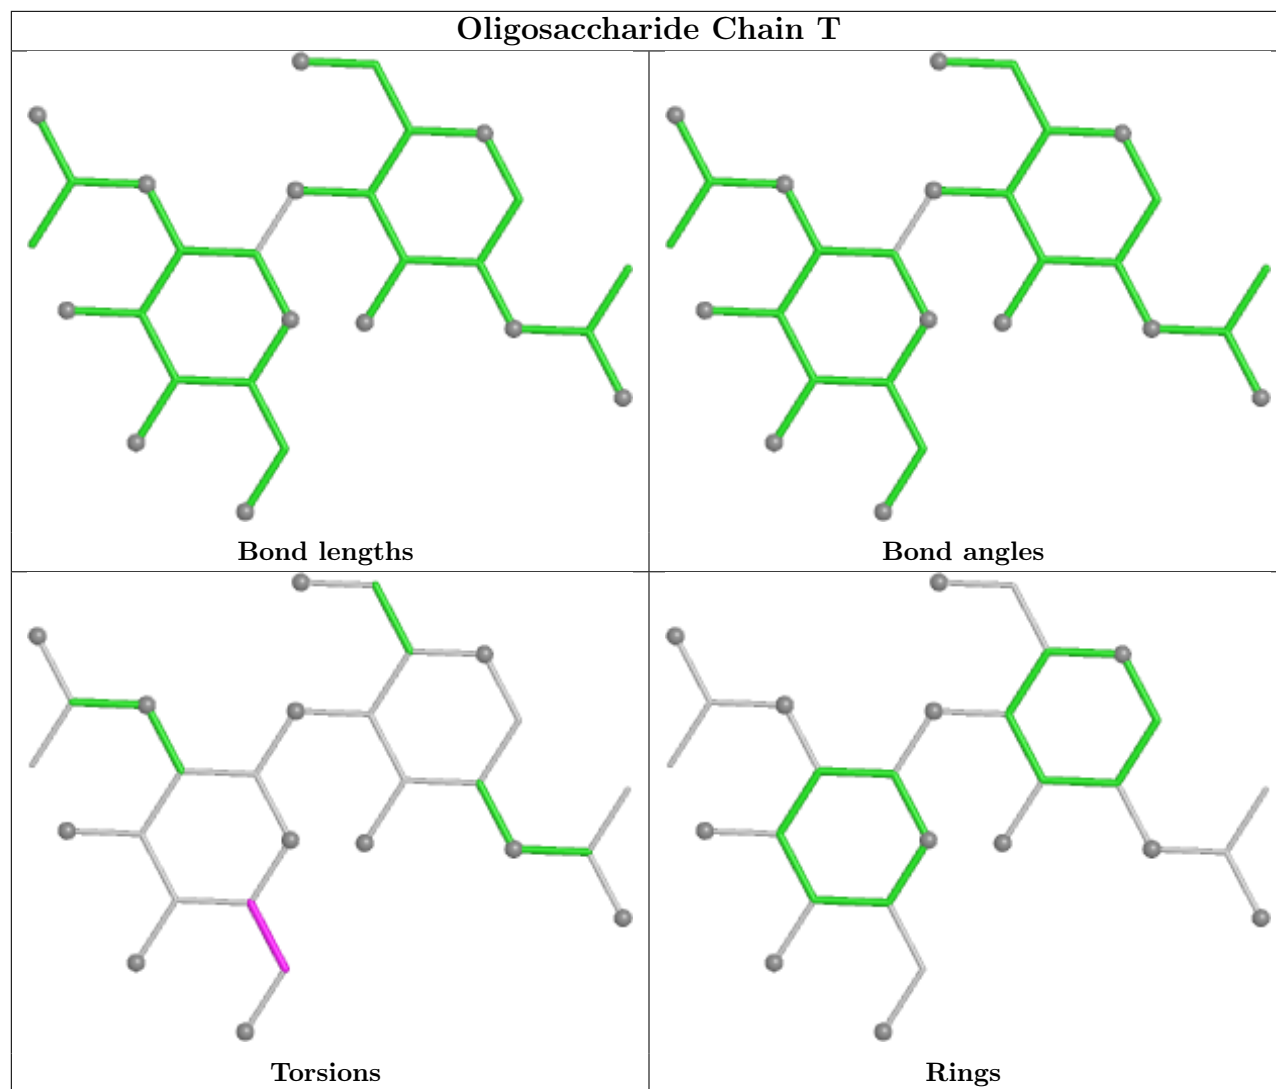 Oligosaccharide Chain T
Bond lengths
Bond angles
Torsions
Rings